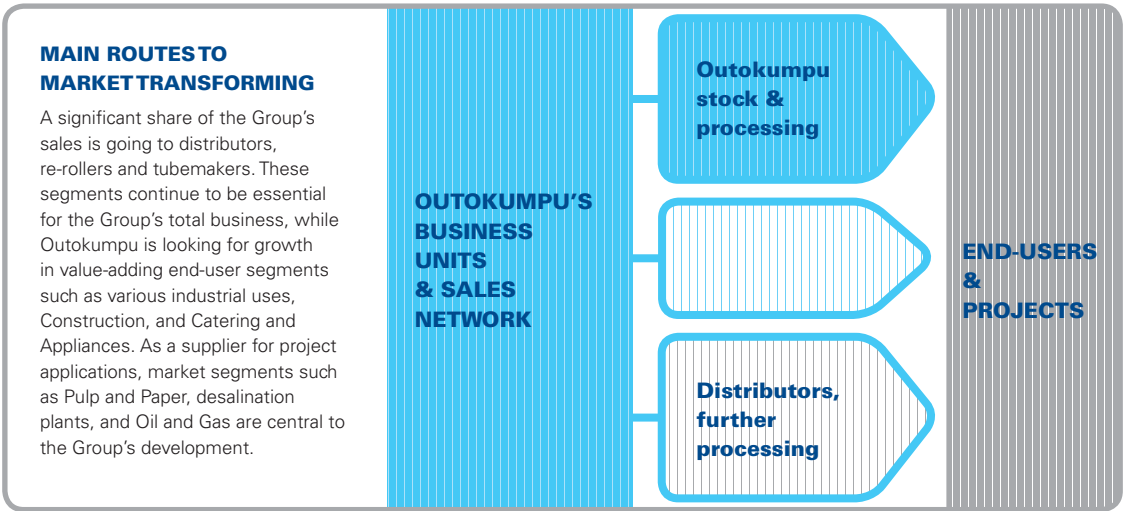 MAIN ROUTES TO
MARKET TRANSFORMING
A significant share of the Group's
sales is going to distributors,
re-rollers and tubemakers. These
segments continue to be essential
for the Group's total business, while
Outokumpu is looking for growth
in value-adding end-user segments
such as various industrial uses,
Construction, and Catering and
Appliances. As a supplier for project
applications, market segments such
as Pulp and Paper, desalination
plants, and Oil and Gas are central to
the Group's development.
OUTOKUMPU'S
BUSINESS
UNITS
& SALES
NETWORK
Outokumpu
stock &
processing
Distributors,
further
processing
END-USERS
&
PROJECTS